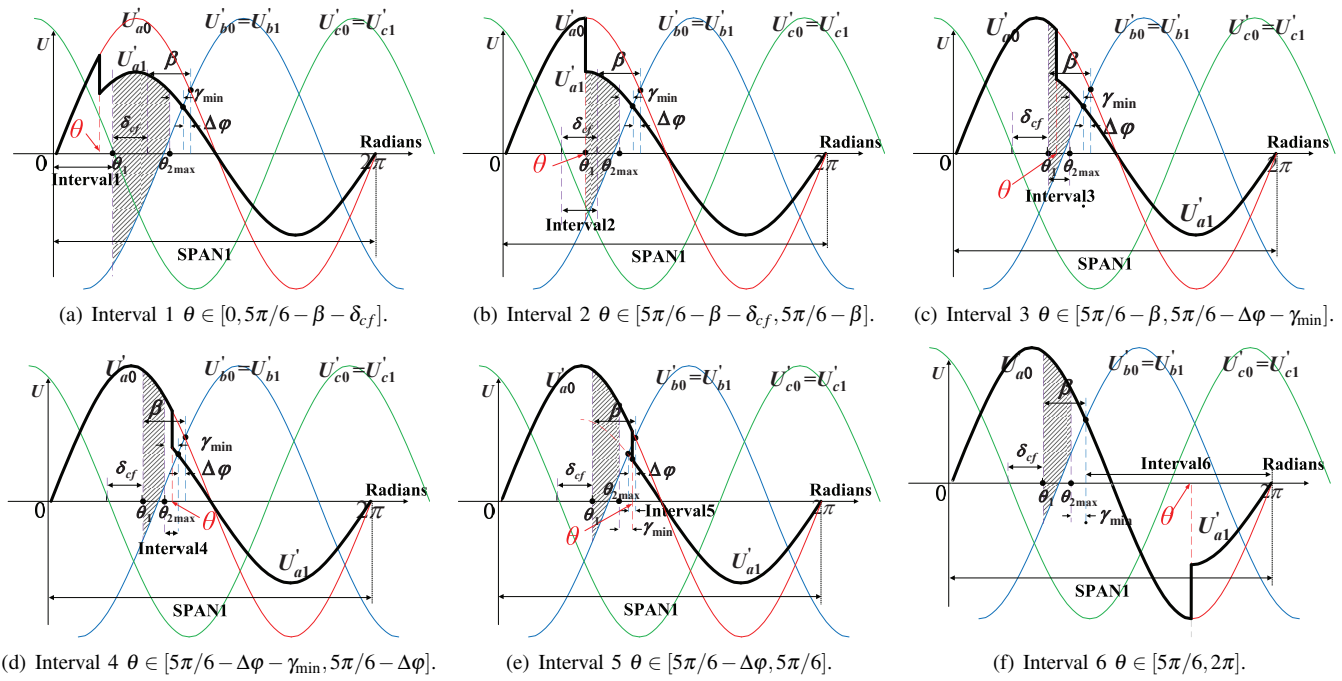 U'a0 U'b0=U'b1 U'c0=U'c1
U U'a1 β
γmin
δcf Δφ
θ Radians
0 θ1 θ2max 2π
Interval1
SPAN1
(a) Interval 1 θ ∈ [0, 5π/6 − β − δcf].
U'a0 U'b0=U'b1 U'c0=U'c1
U β
U'a1 γmin
δcf Δφ
θ Radians
0 θ1 θ2max 2π
Interval2
SPAN1
(b) Interval 2 θ ∈ [5π/6 − β − δcf, 5π/6 − β].
U'a0 U'b0=U'b1 U'c0=U'c1
U β
γmin
δcf Δφ
Radians
0 θ1 θ2max 2π
θ Interval3
U'a1
SPAN1
(c) Interval 3 θ ∈ [5π/6 − β, 5π/6 − Δφ − γmin].
U'a0 U'b0=U'b1 U'c0=U'c1
U β
γmin
δcf Δφ
Radians
0 θ1 θ2max θ 2π
Interval4
U'a1
SPAN1
(d) Interval 4 θ ∈ [5π/6 − Δφ − γmin, 5π/6 − Δφ].
U'a0 U'b0=U'b1 U'c0=U'c1
U β
δcf Δφ
Radians
0 θ1 θ2max Interval5 2π
θ γmin
U'a1
SPAN1
(e) Interval 5 θ ∈ [5π/6 − Δφ, 5π/6].
U'a0 U'b0=U'b1 U'c0=U'c1
U β
δcf Interval6
Radians
0 θ1 θ2max 2π
γmin θ U'a1
SPAN1
(f) Interval 6 θ ∈ [5π/6, 2π].